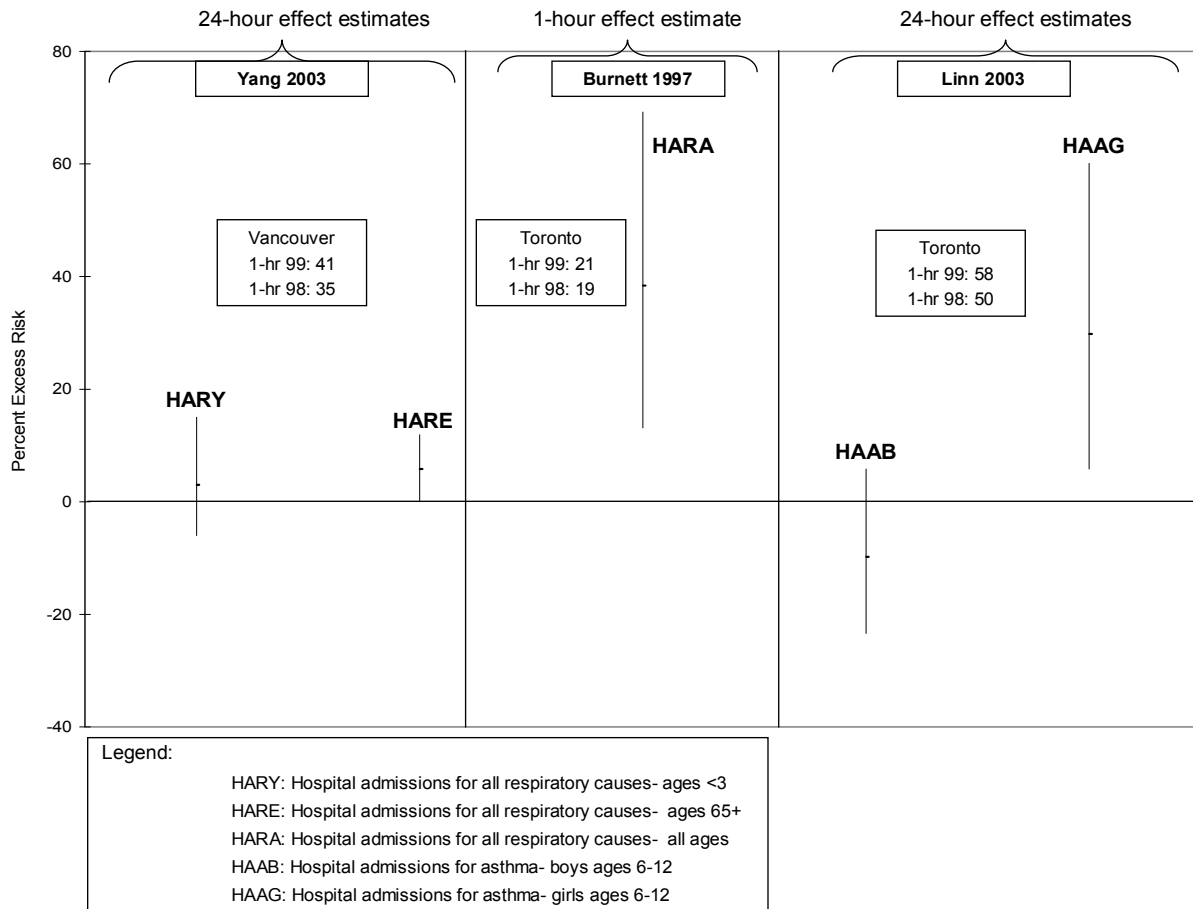 24-hour effect estimates
1-hour effect estimate
24-hour effect estimates
Yang 2003
Burnett 1997
Linn 2003
Percent Excess Risk
80
60
40
20
0
-20
-40
HARY
HARE
HARA
HAAB
HAAG
Vancouver
1-hr 99: 41
1-hr 98: 35
Toronto
1-hr 99: 21
1-hr 98: 19
Toronto
1-hr 99: 58
1-hr 98: 50
Legend:
HARY: Hospital admissions for all respiratory causes- ages <3
HARE: Hospital admissions for all respiratory causes- ages 65+
HARA: Hospital admissions for all respiratory causes- all ages
HAAB: Hospital admissions for asthma- boys ages 6-12
HAAG: Hospital admissions for asthma- girls ages 6-12